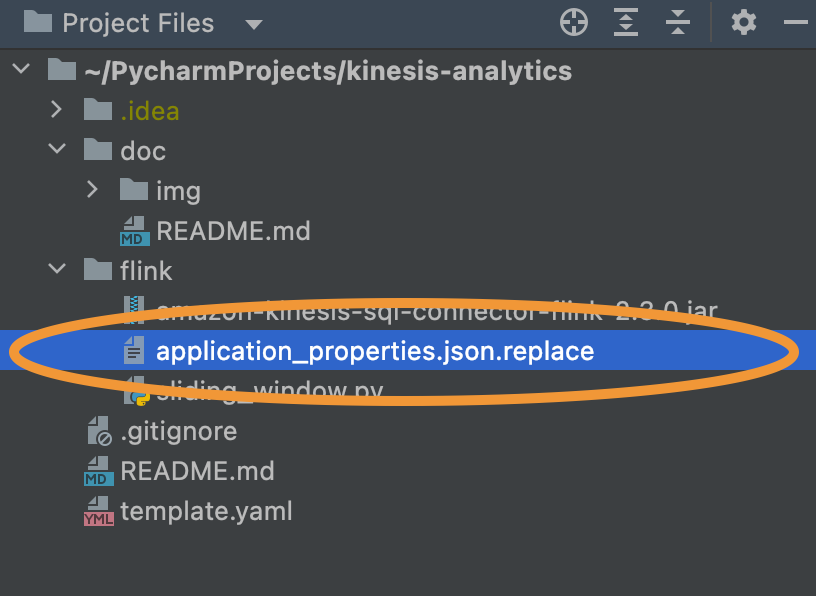 Project Files
~/PycharmProjects/kinesis-analytics
.idea
doc
img
MD README.md
flink
amazon-kinesis-sql-connector-flink-2.3.0.jar
application_properties.json.replace
sliding_window.py
.gitignore
MD README.md
YML template.yaml